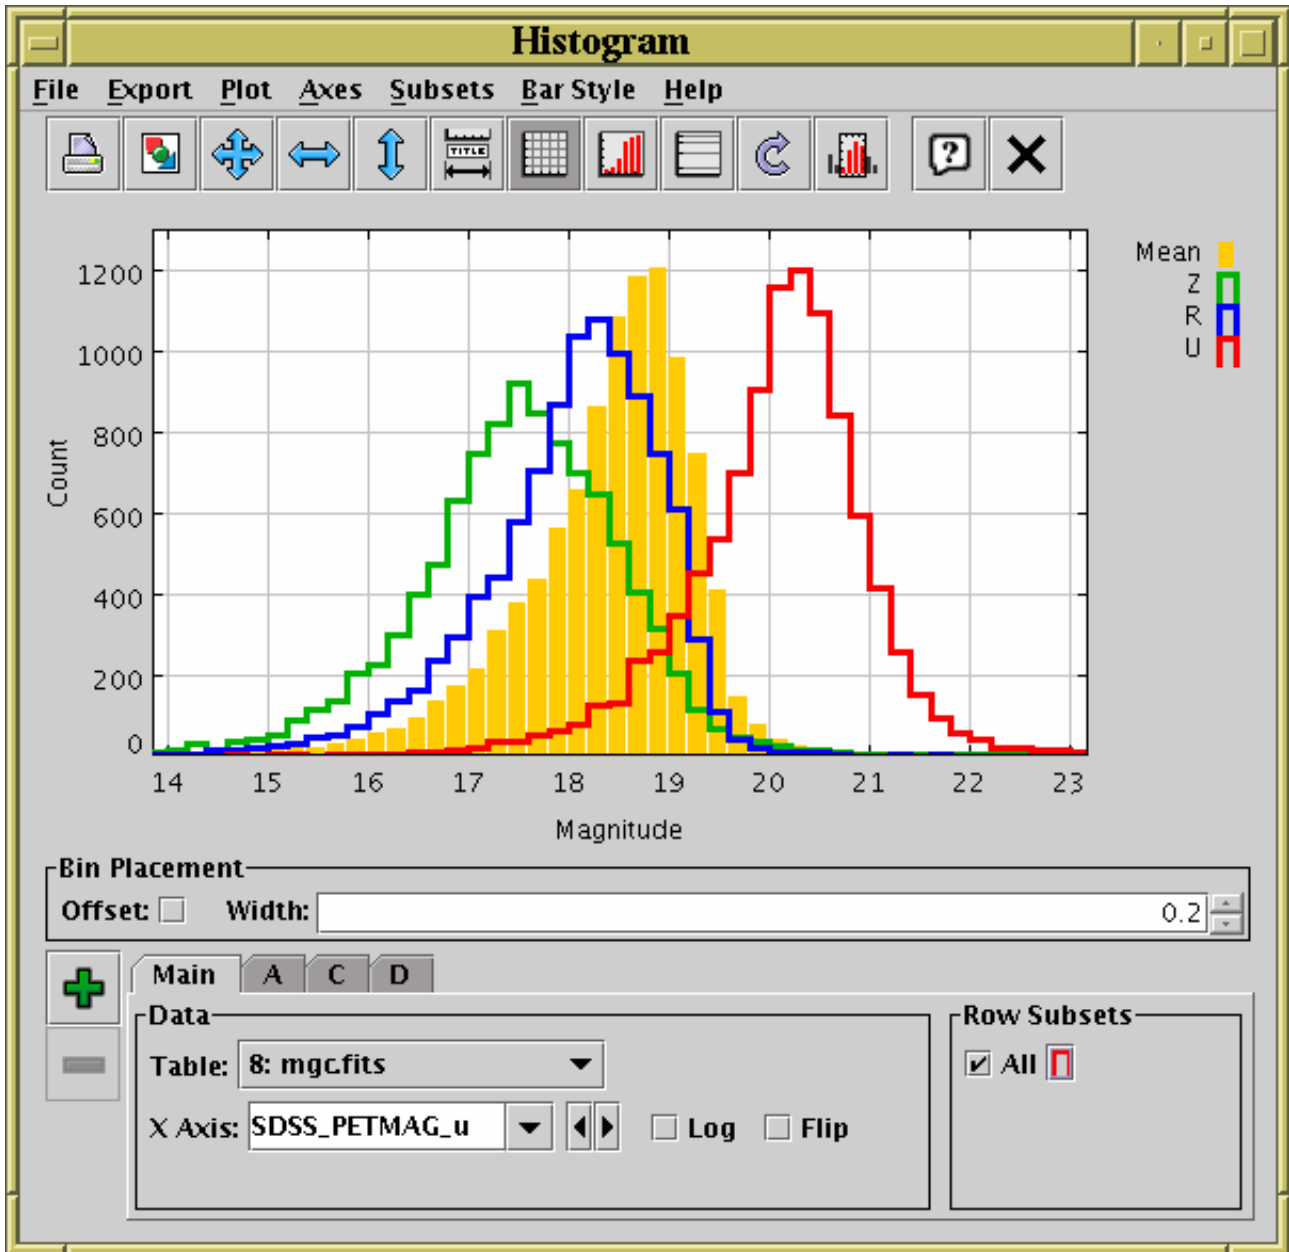 Histogram
File Export Plot Axes Subsets Bar Style Help
TITLE
?
Mean
Z
R
U
1200
1000
800
600
400
200
0
Count
14 15 16 17 18 19 20 21 22 23
Magnitude
Bin Placement
Offset: Width: 0.2
Main A C D
Data
Table: 8: mgc.fits
X Axis: SDSS_PETMAG_u Log Flip
Row Subsets
All